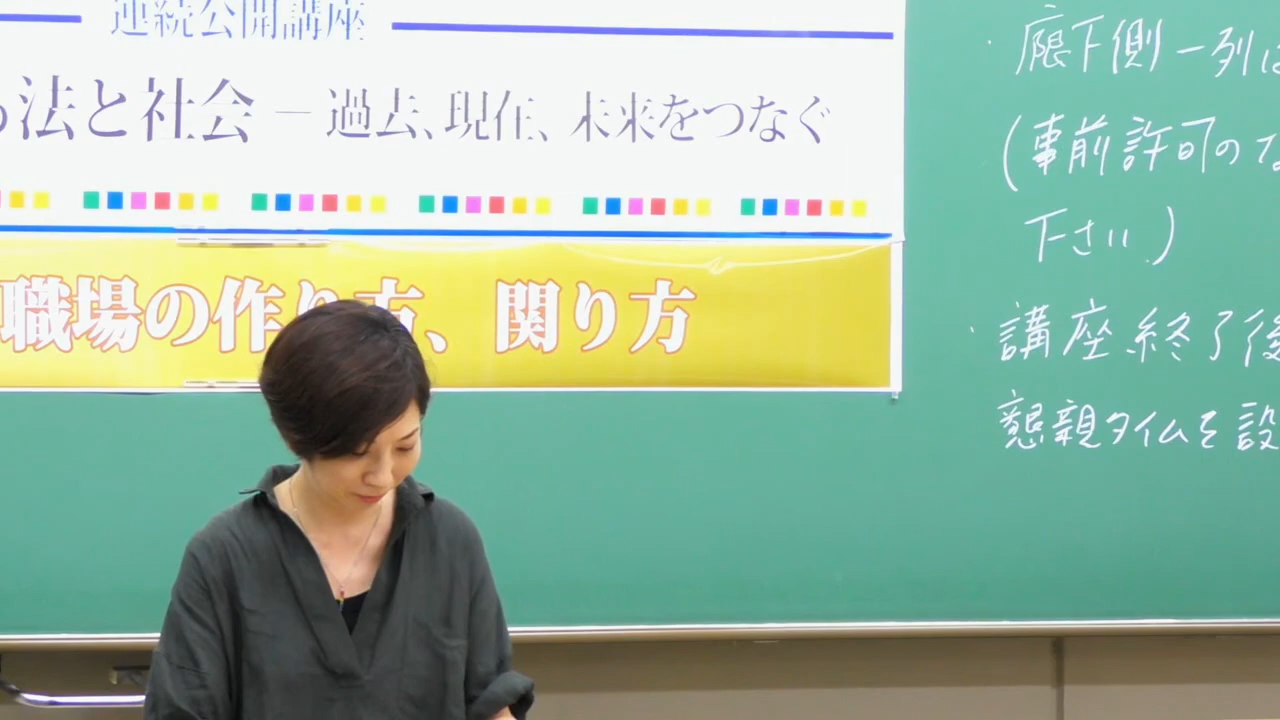 連続公開講座
る法と社会 − 過去、現在、未来をつなぐ
職場の作り方、関り方
・廊下側一列は
(事前許可のな
下さい)
・講座終了後
懇親タイムを設